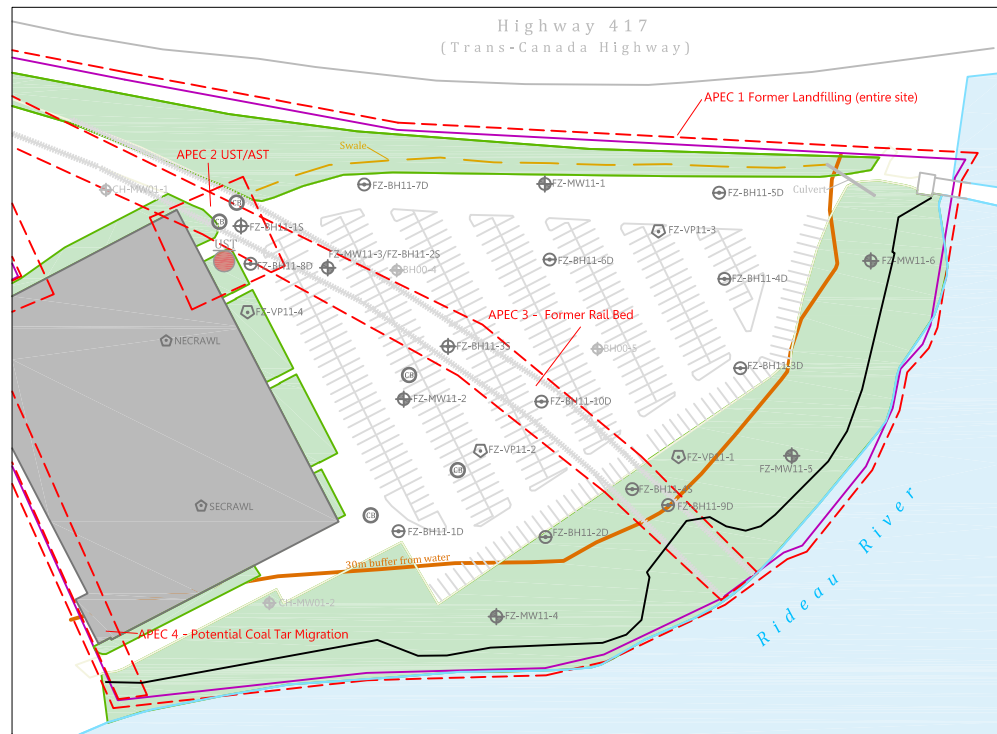 Highway 417
(Trans-Canada Highway)
APEC 1 Former Landfilling (entire site)
Swale
APEC 2 UST/AST
CH-MW01-1
FZ-BH11-7D
FZ-MW11-1
FZ-BH11-5D
Culvert
CB
CB
FZ-BH11-1S
FZ-VP11-3
UST
FZ-BH11-8D
FZ-MW11-3/FZ-BH11-2S
BH00-4
FZ-BH11-6D
FZ-BH11-4D
FZ-MW11-6
FZ-VP11-4
APEC 3 - Former Rail Bed
NECRAWL
FZ-BH11-3S
BH00-5
FZ-BH11-3D
CB
FZ-MW11-2
FZ-BH11-10D
FZ-VP11-2
FZ-VP11-1
FZ-MW11-5
CB
FZ-BH11-4S
SECRAWL
FZ-BH11-9D
CB
FZ-BH11-1D
FZ-BH11-2D
30m buffer from water
CH-MW01-2
FZ-MW11-4
APEC 4 - Potential Coal Tar Migration
Rideau River